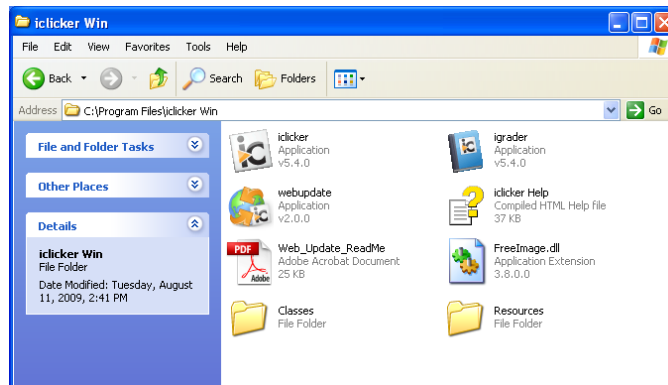 iclicker Win
File Edit View Favorites Tools Help
Back Search Folders
Address C:\Program Files\iclicker Win Go
File and Folder Tasks
Other Places
Details
iclicker Win
File Folder
Date Modified: Tuesday, August
11, 2009, 2:41 PM
iclicker
Application
v5.4.0
igrader
Application
v5.4.0
webupdate
Application
v2.0.0
iclicker Help
Compiled HTML Help file
37 KB
PDF
Adobe
Web_Update_ReadMe
Adobe Acrobat Document
25 KB
FreeImage.dll
Application Extension
3.8.0.0
Classes
File Folder
Resources
File Folder